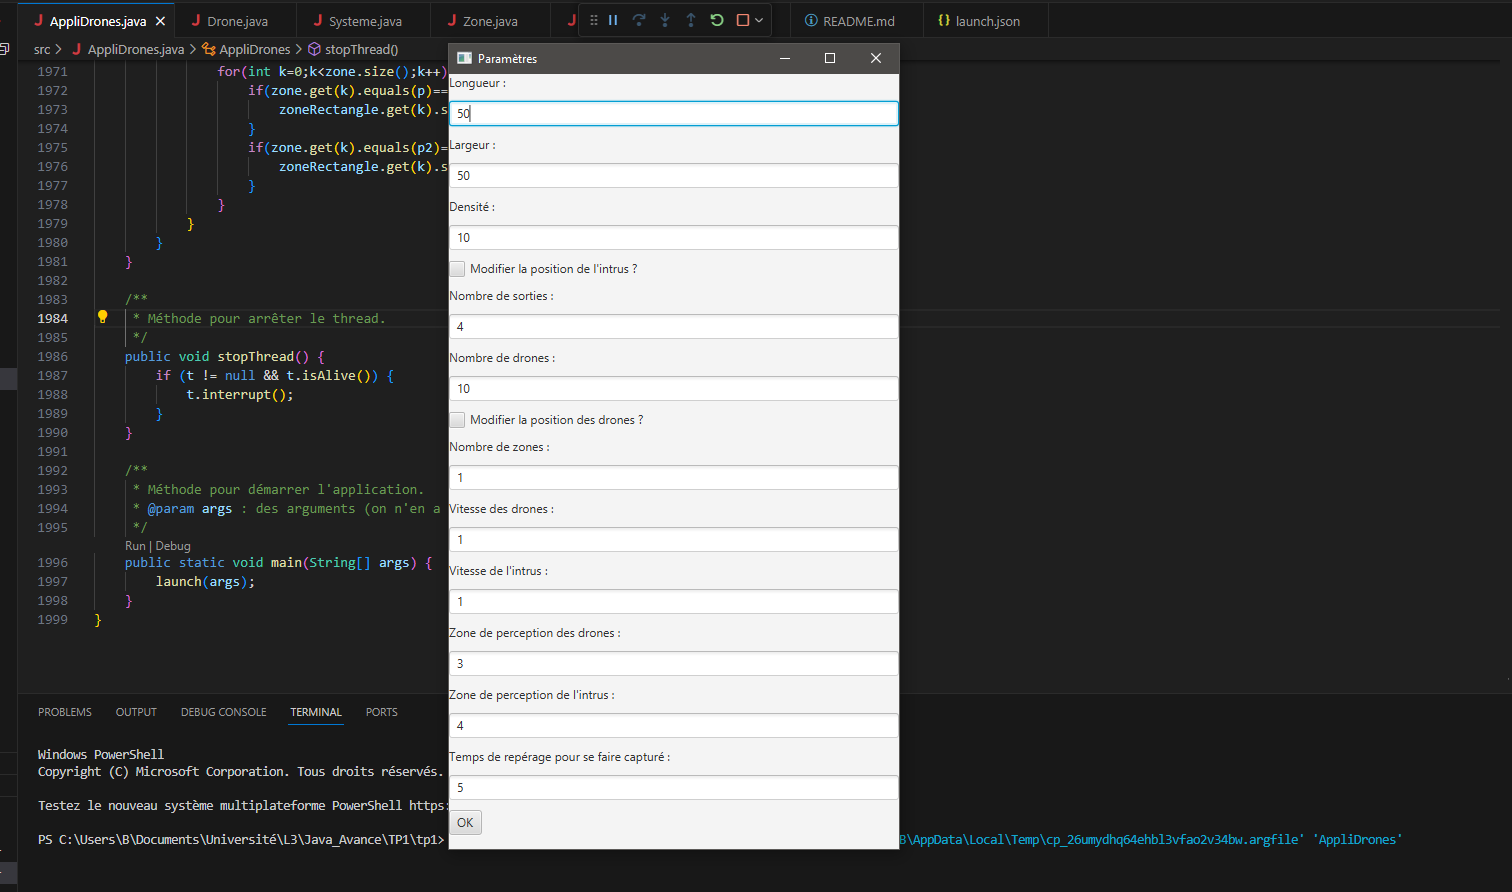 AppliDrones.java
Drone.java
Systeme.java
Zone.java
README.md
launch.json
src > AppliDrones.java > AppliDrones > stopThread()
1971 for(int k=0;k<zone.size();k++)
1972 if(zone.get(k).equals(p)==
1973 zoneRectangle.get(k).s
1974 }
1975 if(zone.get(k).equals(p2)=
1976 zoneRectangle.get(k).s
1977 }
1978 }
1979 }
1980 }
1981 }
1982
1983 /**
1984 * Méthode pour arrêter le thread.
1985 */
1986 public void stopThread() {
1987 if (t != null && t.isAlive()) {
1988 t.interrupt();
1989 }
1990 }
1991
1992 /**
1993 * Méthode pour démarrer l'application.
1994 * @param args : des arguments (on n'en a
1995 */
Run | Debug
1996 public static void main(String[] args) {
1997 launch(args);
1998 }
1999 }
Paramètres
Longueur :
50
Largeur :
50
Densité :
10
Modifier la position de l'intrus ?
Nombre de sorties :
4
Nombre de drones :
10
Modifier la position des drones ?
Nombre de zones :
1
Vitesse des drones :
1
Vitesse de l'intrus :
1
Zone de perception des drones :
3
Zone de perception de l'intrus :
4
Temps de repérage pour se faire capturé :
5
OK
PROBLEMS OUTPUT DEBUG CONSOLE TERMINAL PORTS
Windows PowerShell
Copyright (C) Microsoft Corporation. Tous droits réservés.
Testez le nouveau système multiplateforme PowerShell https:
PS C:\Users\B\Documents\Université\L3\Java_Avance\TP1\tp1> B\AppData\Local\Temp\cp_26umydhq64ehbl3vfao2v34bw.argfile' 'AppliDrones'